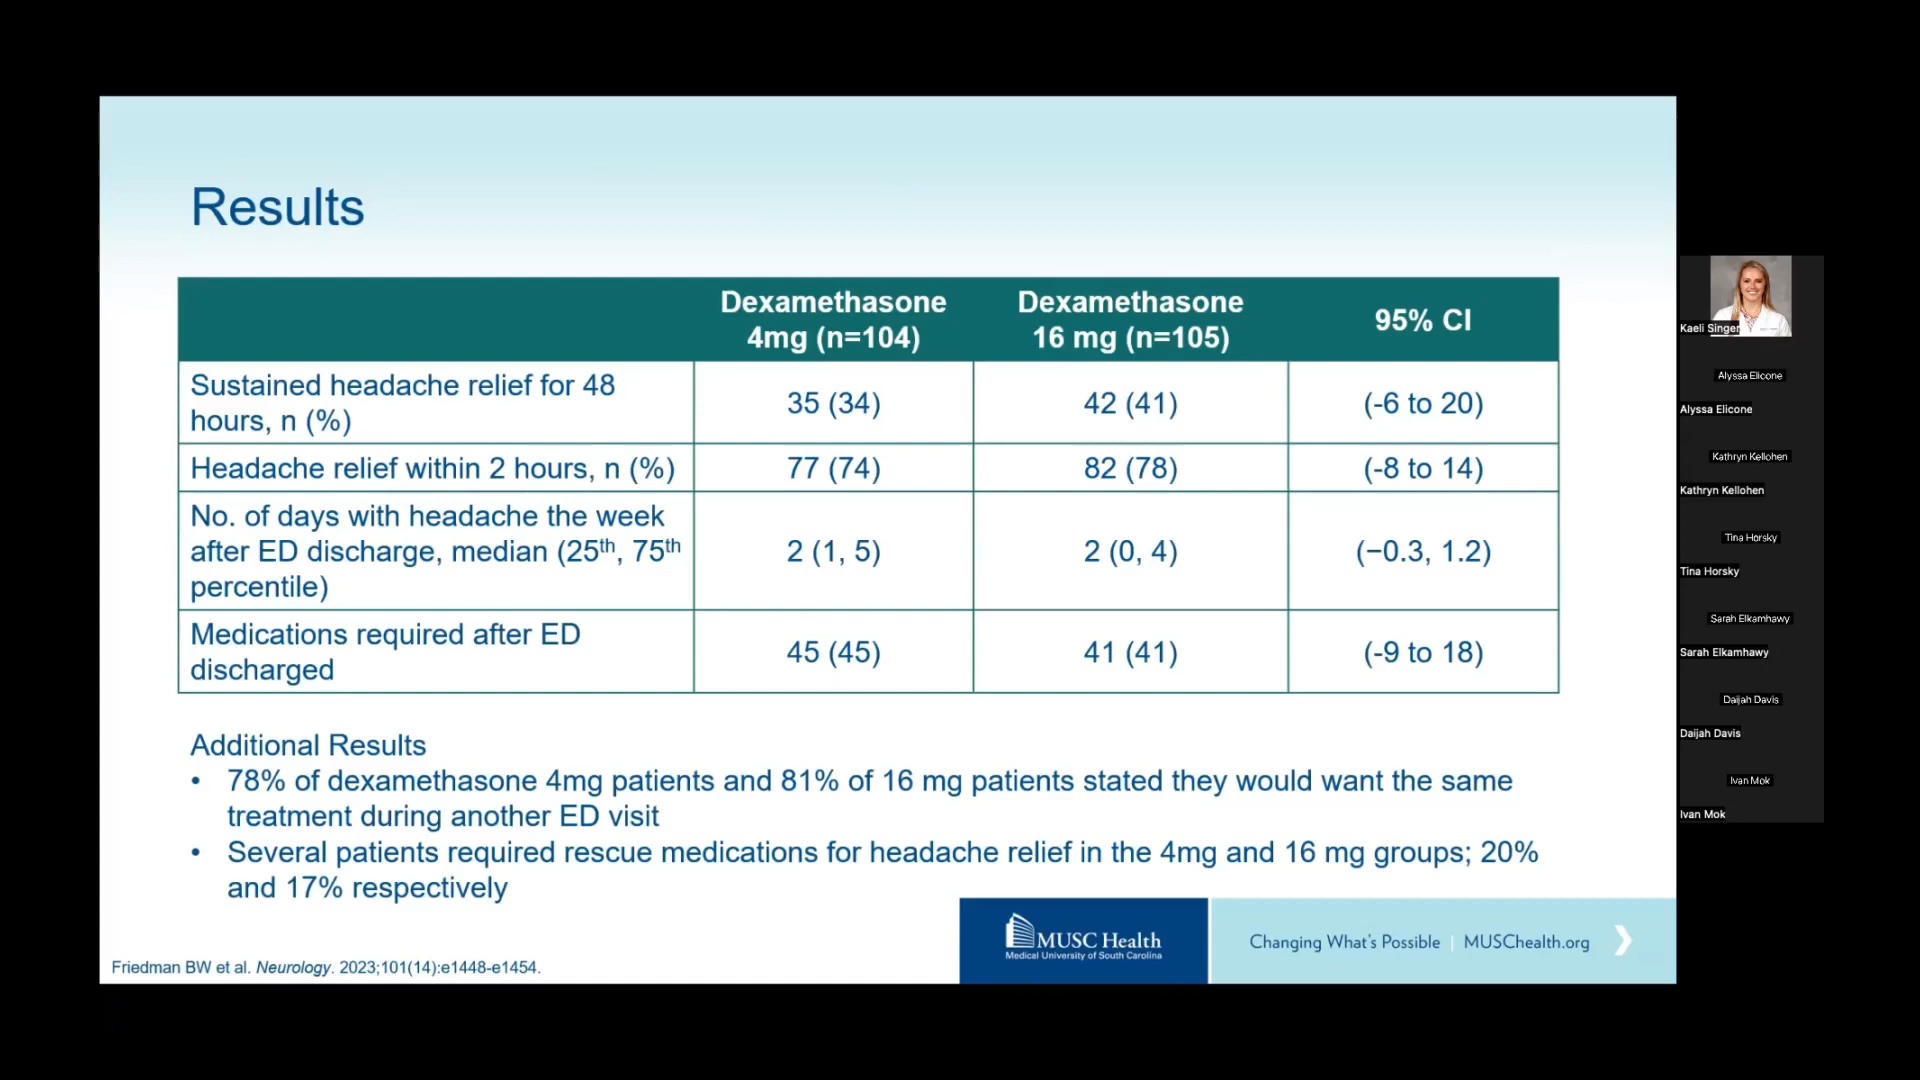 Results
Dexamethasone 4mg (n=104)
Dexamethasone 16 mg (n=105)
95% CI
Sustained headache relief for 48 hours, n (%)
35 (34)
42 (41)
(-6 to 20)
Headache relief within 2 hours, n (%)
77 (74)
82 (78)
(-8 to 14)
No. of days with headache the week after ED discharge, median (25th, 75th percentile)
2 (1, 5)
2 (0, 4)
(−0.3, 1.2)
Medications required after ED discharged
45 (45)
41 (41)
(-9 to 18)
Additional Results
• 78% of dexamethasone 4mg patients and 81% of 16 mg patients stated they would want the same
treatment during another ED visit
• Several patients required rescue medications for headache relief in the 4mg and 16 mg groups; 20%
and 17% respectively
Friedman BW et al. Neurology. 2023;101(14):e1448-e1454.
MUSC Health
Medical University of South Carolina
Changing What's Possible | MUSChealth.org
Kaeli Singer
Alyssa Elicone
Alyssa Elicone
Kathryn Kellohen
Kathryn Kellohen
Tina Horsky
Tina Horsky
Sarah Elkamhawy
Sarah Elkamhawy
Daijah Davis
Daijah Davis
Ivan Mok
Ivan Mok